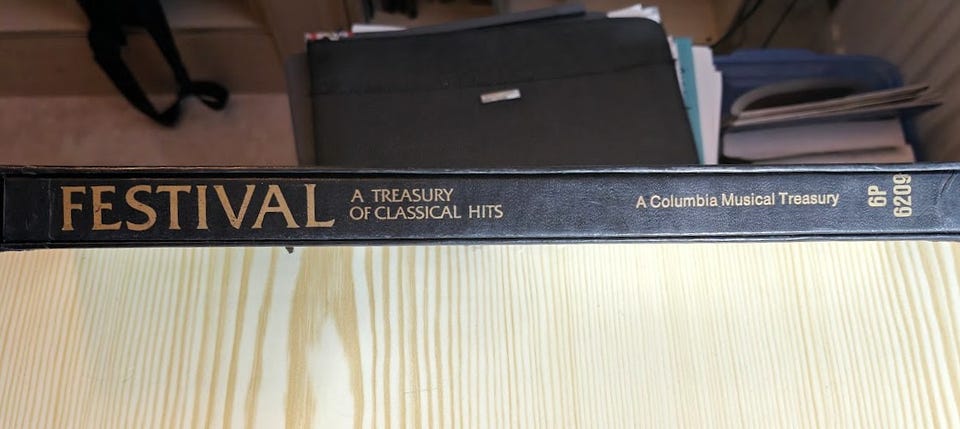 FESTIVAL
A TREASURY
OF CLASSICAL HITS
A Columbia Musical Treasury
6P
6209